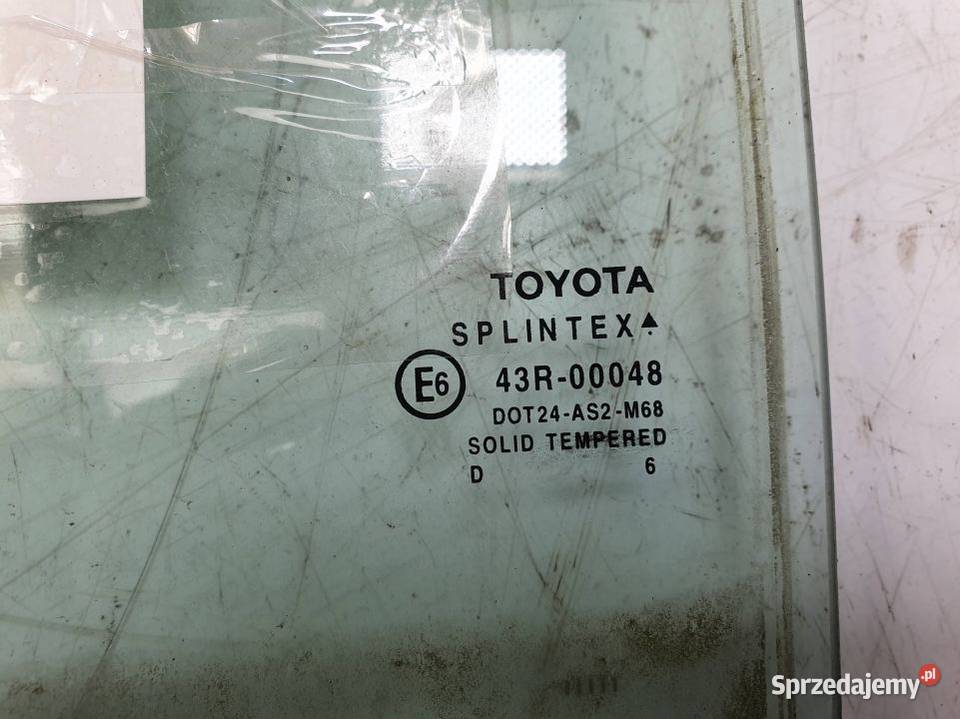 TOYOTA
SPLINTEX
E6 43R-00048
DOT24-AS2-M68
SOLID TEMPERED
D 6
Sprzedajemy.pl